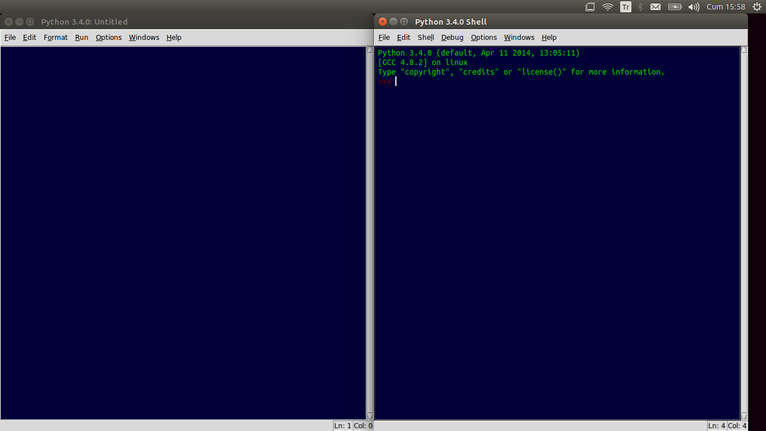 Tr Cum 15:58
Python 3.4.0: Untitled
File Edit Format Run Options Windows Help
Ln: 1 Col: 0
Python 3.4.0 Shell
File Edit Shell Debug Options Windows Help
Python 3.4.0 (default, Apr 11 2014, 13:05:11)
[GCC 4.8.2] on linux
Type "copyright", "credits" or "license()" for more information.
>>>
Ln: 4 Col: 4